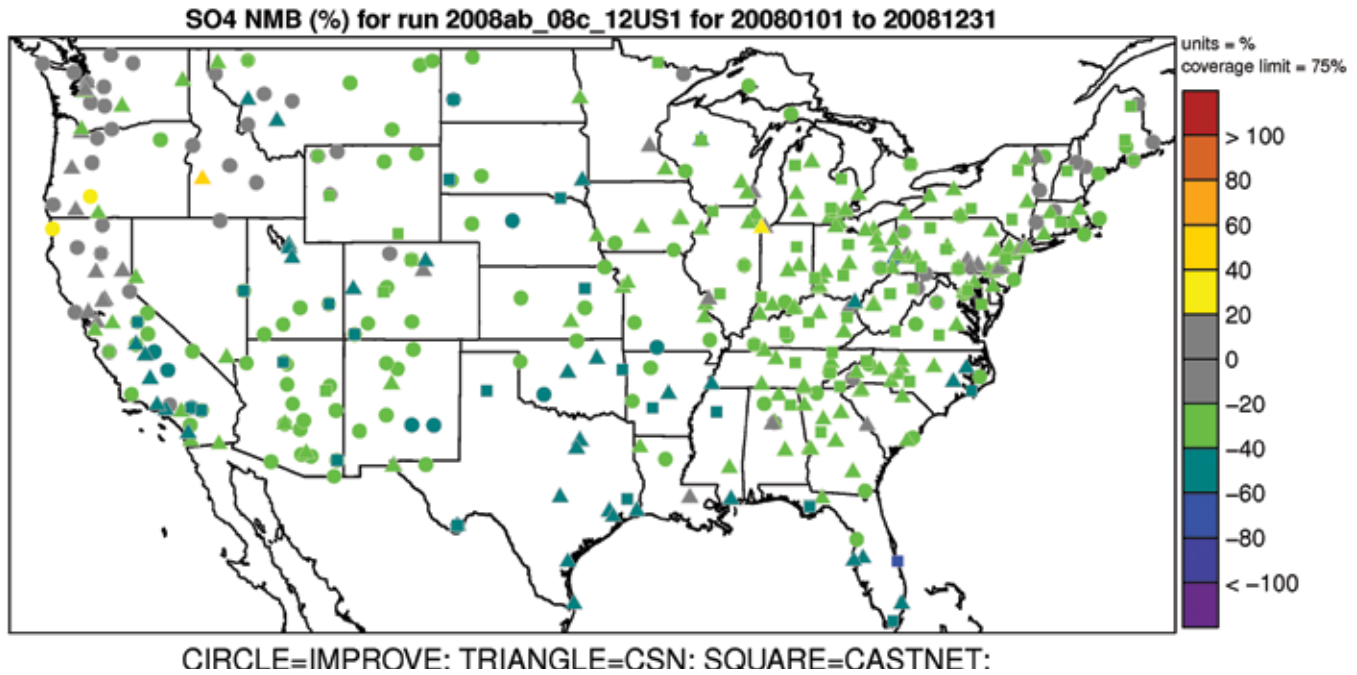 SO4 NMB (%) for run 2008ab_08c_12US1 for 20080101 to 20081231
units = %
coverage limit = 75%
> 100
80
60
40
20
0
−20
−40
−60
−80
< −100
CIRCLE=IMPROVE; TRIANGLE=CSN; SQUARE=CASTNET;